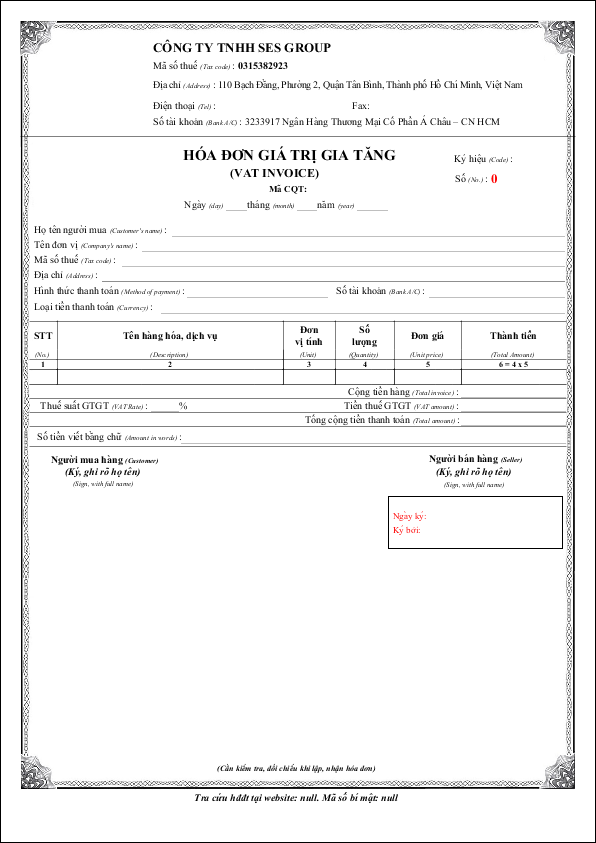 CÔNG TY TNHH SES GROUP
Mã số thuế (Tax code) : 0315382923
Địa chỉ (Address) : 110 Bạch Đằng, Phường 2, Quận Tân Bình, Thành phố Hồ Chí Minh, Việt Nam
Điện thoại (Tel) : Fax:
Số tài khoản (Bank A/C) : 3233917 Ngân Hàng Thương Mại Cổ Phần Á Châu – CN HCM
HÓA ĐƠN GIÁ TRỊ GIA TĂNG
(VAT INVOICE)
Mã CQT:
Ngày (day) ____tháng (month) ____năm (year) ______
Ký hiệu (Code) :
Số (No.) : 0
Họ tên người mua (Customer's name) :
Tên đơn vị (Company's name) :
Mã số thuế (Tax code) :
Địa chỉ (Address) :
Hình thức thanh toán (Method of payment) : Số tài khoản (Bank A/C) :
Loại tiền thanh toán (Currency) :
STT Tên hàng hóa, dịch vụ Đơn vị tính Số lượng Đơn giá Thành tiền
(No.) (Description) (Unit) (Quantity) (Unit price) (Total Amount)
1 2 3 4 5 6 = 4 x 5
Cộng tiền hàng (Total invoice) :
Thuế suất GTGT (VAT Rate) : ______% Tiền thuế GTGT (VAT amount) :
Tổng cộng tiền thanh toán (Total amount) :
Số tiền viết bằng chữ (Amount in words) :
Người mua hàng (Customer) Người bán hàng (Seller)
(Ký, ghi rõ họ tên) (Ký, ghi rõ họ tên)
(Sign, with full name) (Sign, with full name)
Ngày ký:
Ký bởi:
(Cần kiểm tra, đối chiếu khi lập, nhận hóa đơn)
Tra cứu hđđt tại website: null. Mã số bí mật: null